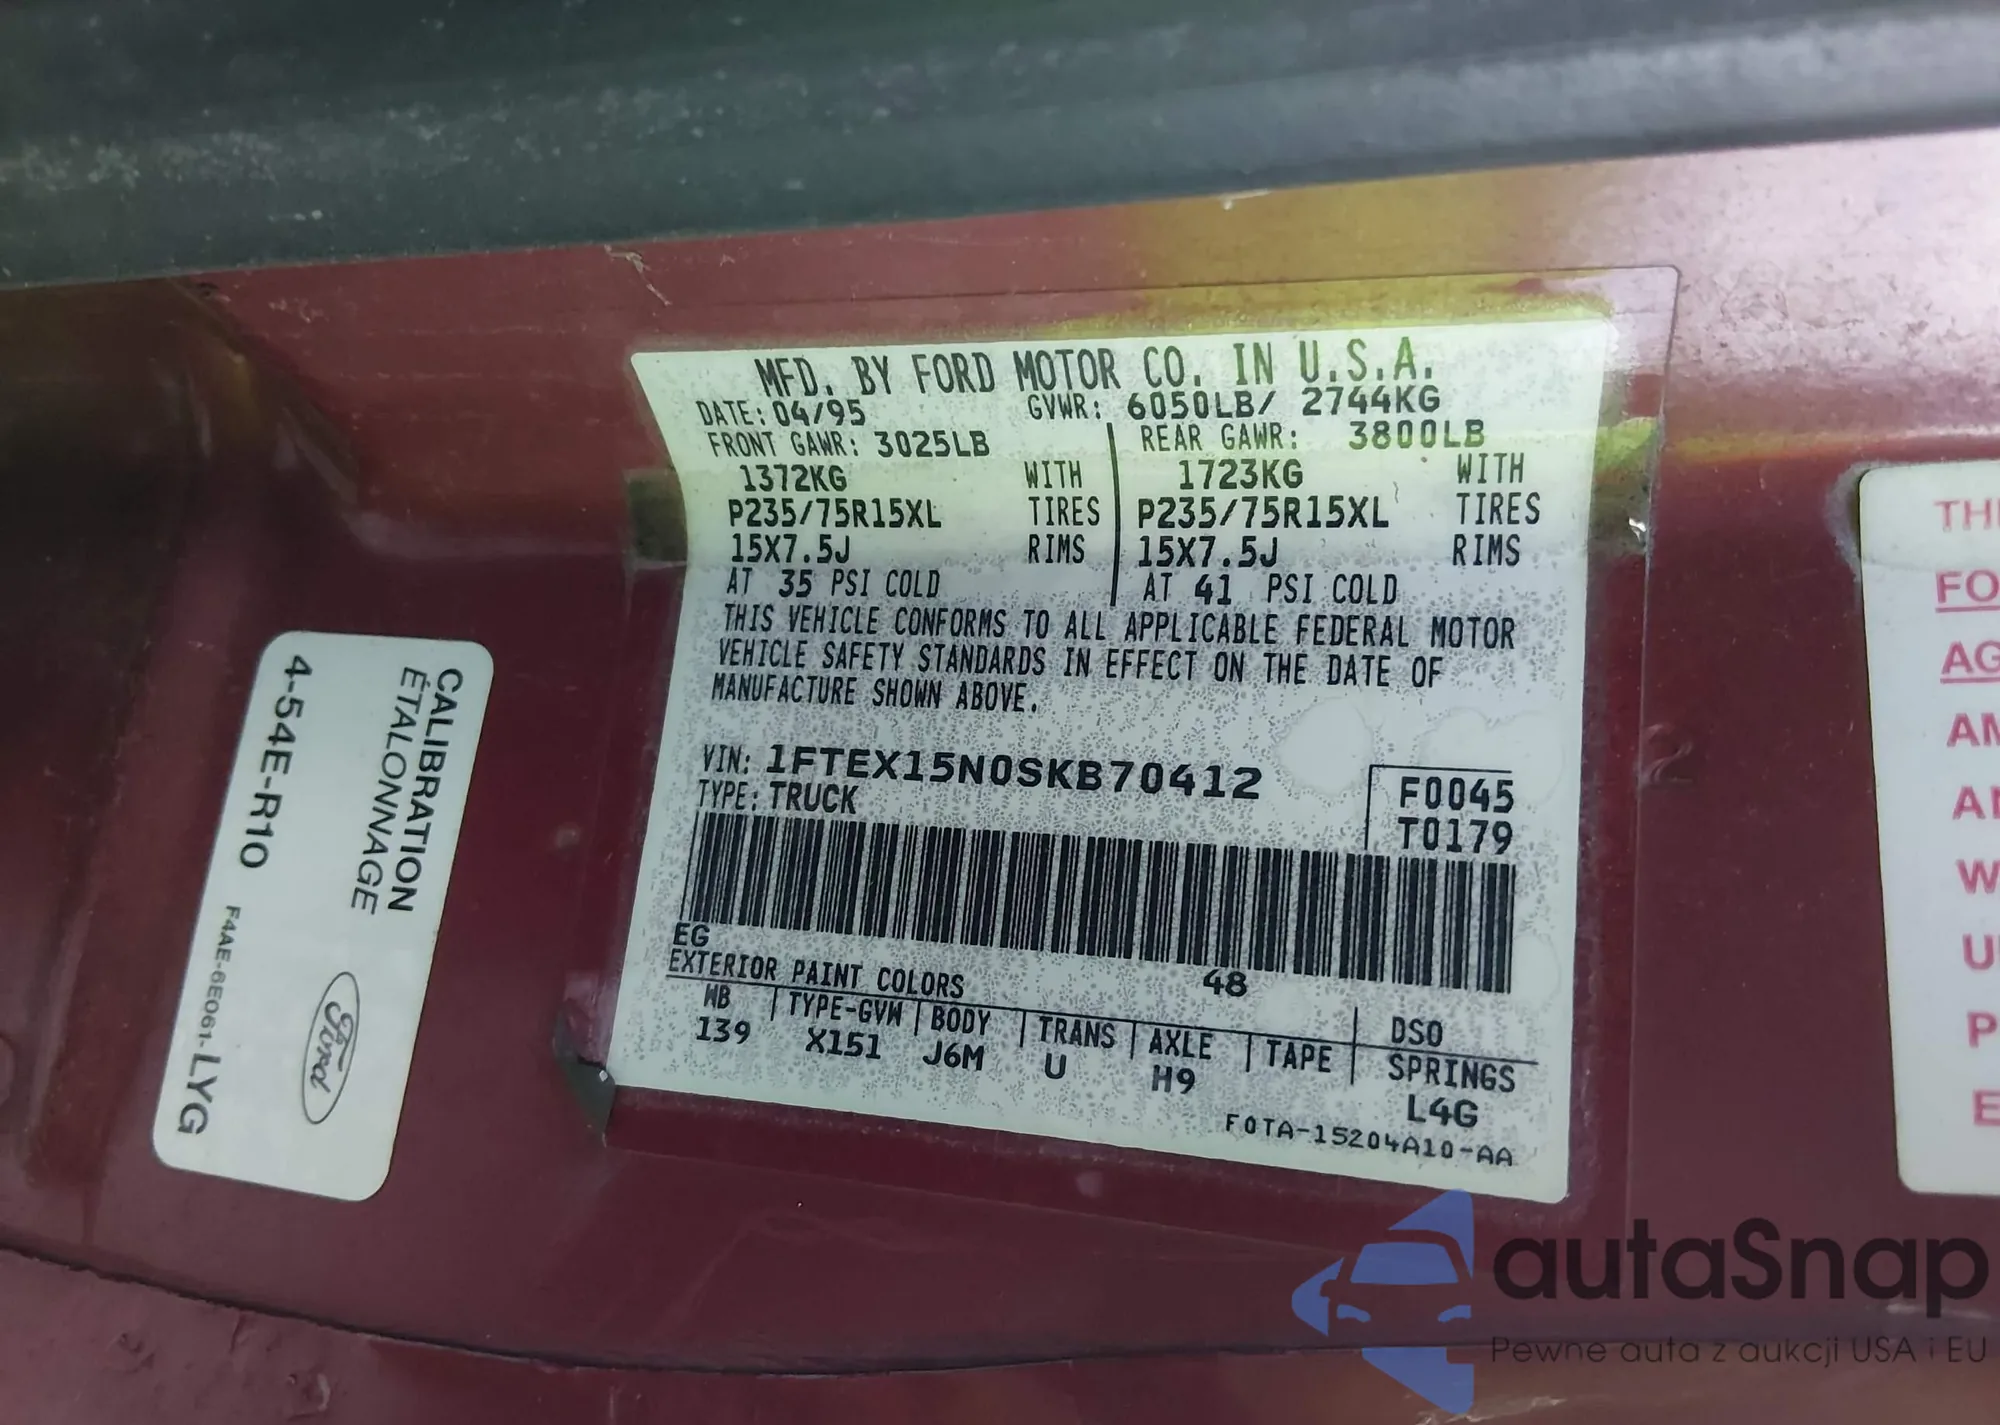 MFD. BY FORD MOTOR CO. IN U.S.A.
DATE: 04/95 GVWR: 6050LB/ 2744KG
FRONT GAWR: 3025LB REAR GAWR: 3800LB
1372KG WITH 1723KG WITH
P235/75R15XL TIRES P235/75R15XL TIRES
15X7.5J RIMS 15X7.5J RIMS
AT 35 PSI COLD AT 41 PSI COLD
THIS VEHICLE CONFORMS TO ALL APPLICABLE FEDERAL MOTOR
VEHICLE SAFETY STANDARDS IN EFFECT ON THE DATE OF
MANUFACTURE SHOWN ABOVE.
VIN: 1FTEX15N0SKB70412 F0045
TYPE: TRUCK T0179
EG
EXTERIOR PAINT COLORS 48 DSO
WB TYPE-GVW BODY TRANS AXLE TAPE SPRINGS
139 X151 J6M U H9 L4G
F0TA-15204A10-AA
CALIBRATION
ÉTALONNAGE
4-54E-R10
F4AE-6E061-LYG
Ford
FO
AG
W
P
E
autaSnap
Pewne auta z aukcji USA i EU